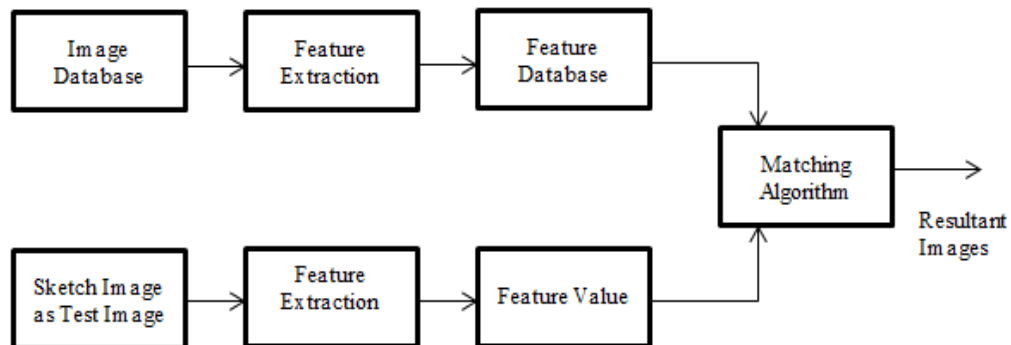 Image
Database
Feature
Extraction
Feature
Database
Matching
Algorithm
Resultant
Images
Sketch Image
as Test Image
Feature
Extraction
Feature Value